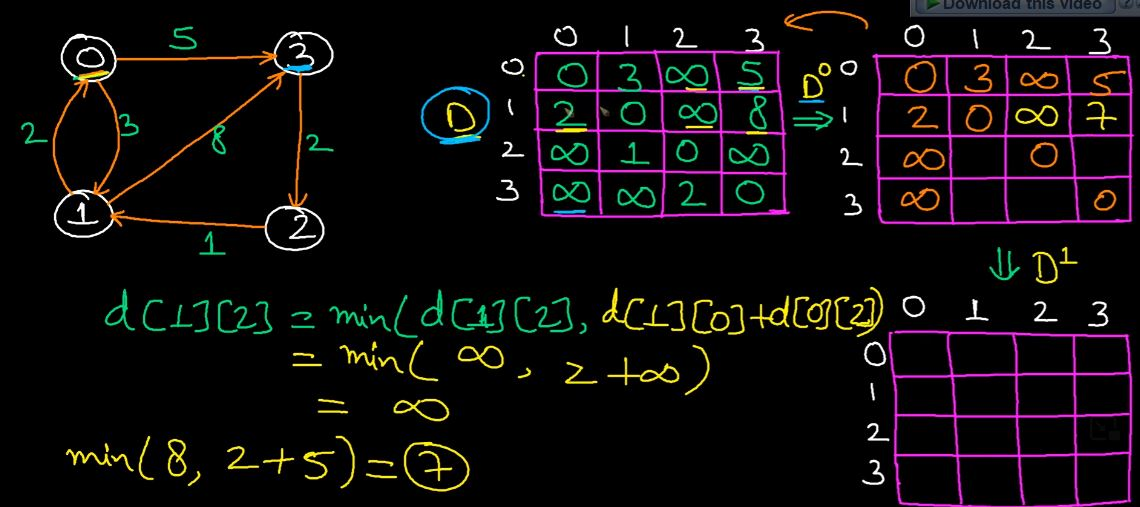 Download this video
5
0 3
2 3 8 2
1 2
1
D
0 1 2 3
0 0 3 ∞ 5
1 2 0 ∞ 8
2 ∞ 1 0 ∞
3 ∞ ∞ 2 0
D⁰
⇒
0 1 2 3
0 0 3 ∞ 5
1 2 0 ∞ 7
2 ∞ 0
3 ∞ 0
⇓ D¹
0 1 2 3
0
1
2
3
d[1][2] = min(d[1][2], d[1][0]+d[0][2])
= min( ∞, 2+∞)
= ∞
min(8, 2+5) = 7